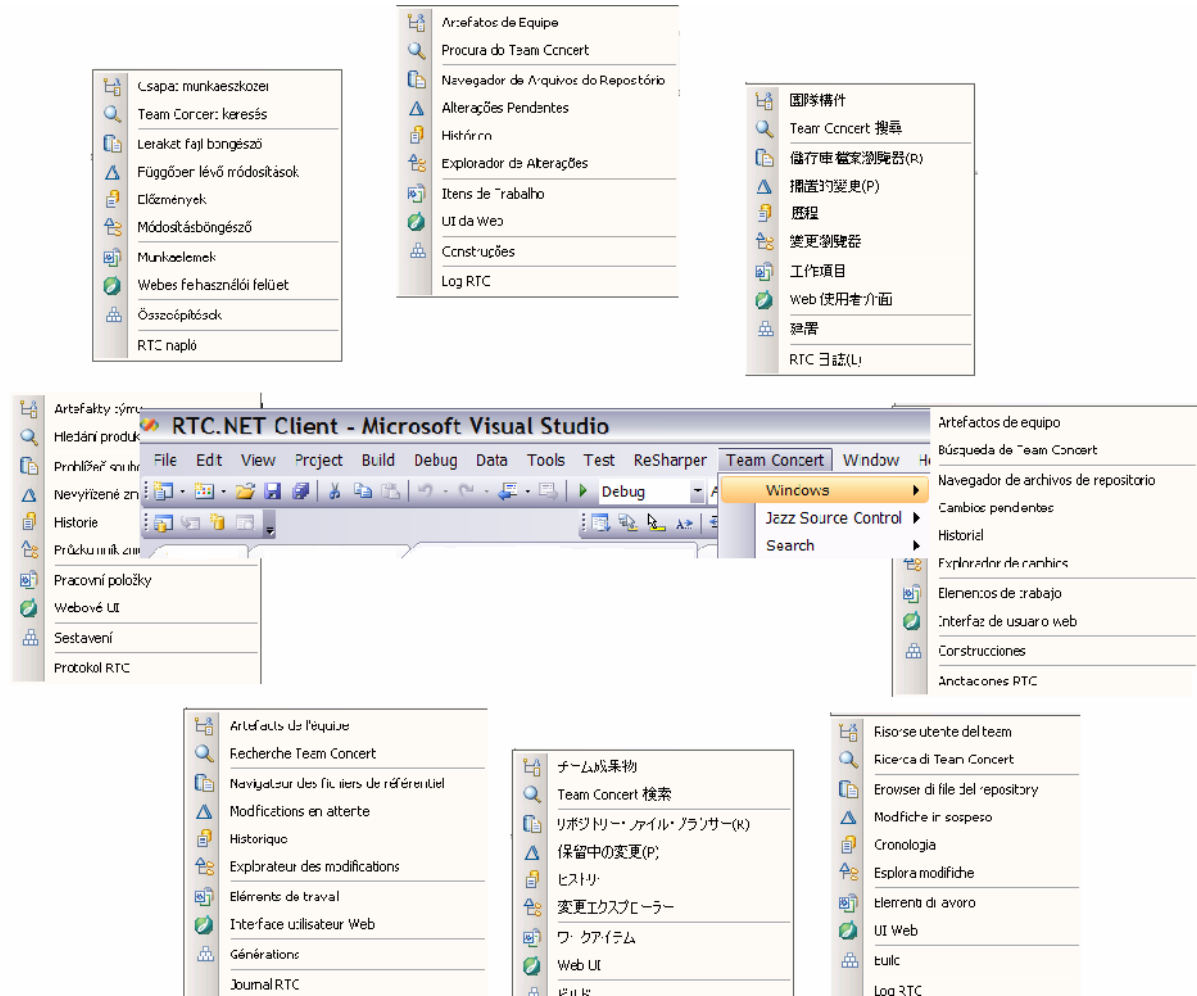 Artefatos de Equipe
Procura do Team Concert
Navegador de Arquivos do Repositório
Alterações Pendentes
Histórico
Explorador de Alterações
Itens de Trabalho
UI da Web
Construções
Log RTC
Csapat munkaeszközei
Team Concert keresés
Lerakat fájl böngésző
Függőben lévő módosítások
Előzmények
Módosításböngésző
Munkaelemek
Webes felhasználói felület
Összeépítések
RTC napló
團隊構件
Team Concert 搜尋
儲存庫檔案瀏覽器(R)
擱置的變更(P)
歷程
變更瀏覽器
工作項目
Web 使用者介面
建置
RTC 日誌(L)
Artefakty týmu
Hledání
Prohlížeč
Nevyřízené
Historie
Průzkumník
Pracovní položky
Webové UI
Sestavení
Protokol RTC
RTC.NET Client - Microsoft Visual Studio
File Edit View Project Build Debug Data Tools Test ReSharper Team Concert Window
Debug
Windows
Jazz Source Control
Search
Artefactos de equipo
Búsqueda de Team Concert
Navegador de archivos de repositorio
Cambios pendentes
Historial
Explorador de cambios
Elementos de trabajo
Interfaz de usuario web
Construcciones
Anotaciones RTC
Artefacts de l'équipe
Recherche Team Concert
Navigateur des fichiers de référentiel
Modifications en attente
Historique
Explorateur des modifications
Eléments de travail
Interface utilisateur Web
Générations
Journal RTC
チーム成果物
Team Concert 検索
リポジトリー・ファイル・ブラウザー(R)
保留中の変更(P)
ヒストリー
変更エクスプローラー
ワークアイテム
Web UI
ビルド
Risorse utente del team
Ricerca di Team Concert
Browser di file del repository
Modifiche in sospeso
Cronologia
Esplora modifiche
Elementi di lavoro
UI Web
Build
Log RTC